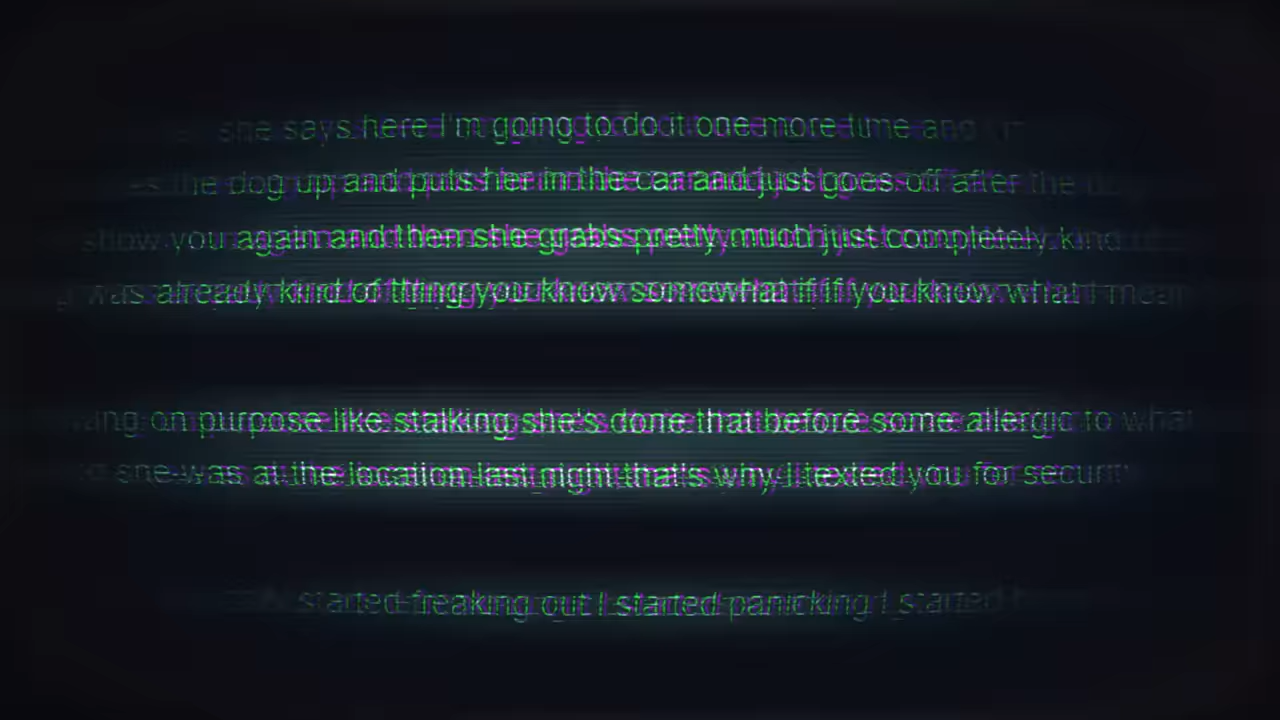 she says here I'm going to do it one more time and
the dog up and puts her in the car and just goes off after the
show you again and then she grabs pretty much just completely kind
was already kind of thing you know somewhat if if you know what I mean
on purpose like stalking she's done that before some allergic to what
she was at the location last night that's why I texted you for
started freaking out I started panicking I started